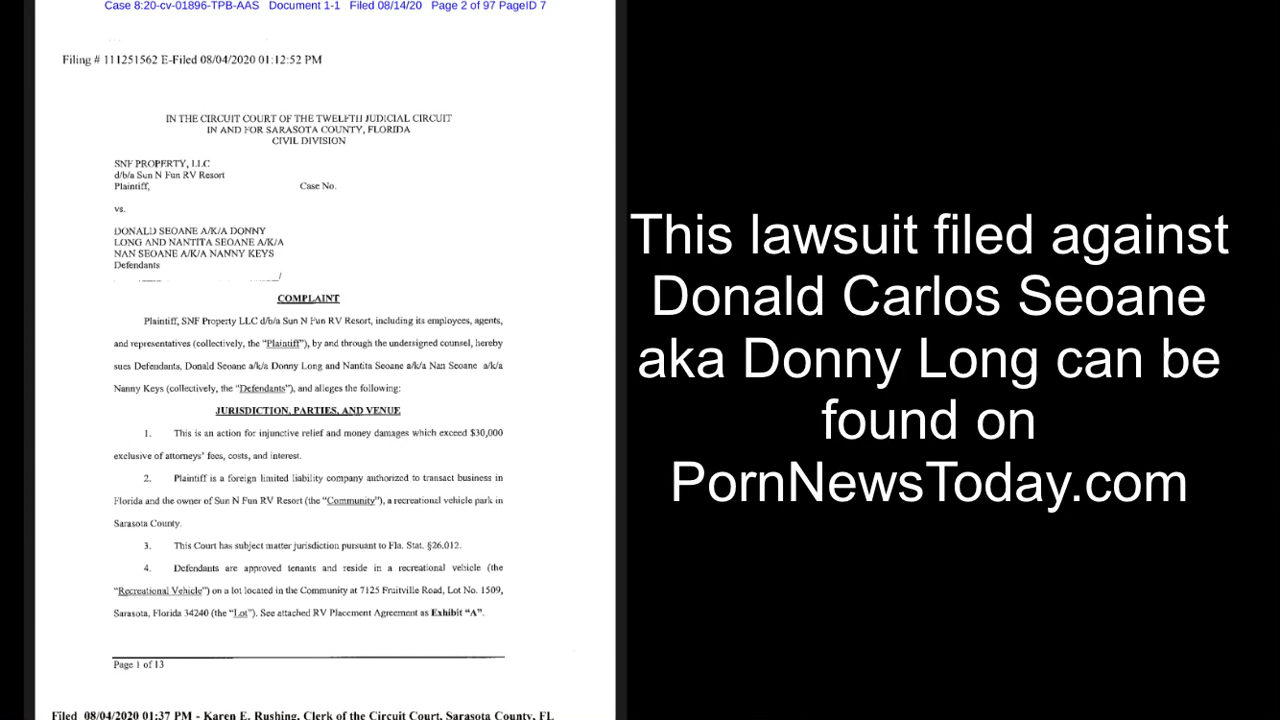 Case 8:20-cv-01896-TPB-AAS Document 1-1 Filed 08/14/20 Page 2 of 97 PageID 7
Filing # 111251562 E-Filed 08/04/2020 01:12:52 PM
IN THE CIRCUIT COURT OF THE TWELFTH JUDICIAL CIRCUIT
IN AND FOR SARASOTA COUNTY, FLORIDA
CIVIL DIVISION
SNF PROPERTY, LLC
d/b/a Sun N Fun RV Resort
Plaintiff,
Case No.
vs.
DONALD SEOANE A/K/A DONNY
LONG AND NANTITA SEOANE A/K/A
NAN SEOANE A/K/A NANNY KEYS
Defendants
/
COMPLAINT
Plaintiff, SNF Property LLC d/b/a Sun N Fun RV Resort, including its employees, agents,
and representatives (collectively, the "Plaintiff"), by and through the undersigned counsel, hereby
sues Defendants, Donald Seoane a/k/a Donny Long and Nantita Seoane a/k/a Nan Seoane a/k/a
Nanny Keys (collectively, the "Defendants"), and alleges the following:
JURISDICTION, PARTIES, AND VENUE
1. This is an action for injunctive relief and money damages which exceed $30,000
exclusive of attorneys' fees, costs, and interest.
2. Plaintiff is a foreign limited liability company authorized to transact business in
Florida and the owner of Sun N Fun RV Resort (the "Community"), a recreational vehicle park in
Sarasota County.
3. This Court has subject matter jurisdiction pursuant to Fla. Stat. §26.012.
4. Defendants are approved tenants and reside in a recreational vehicle (the
"Recreational Vehicle") on a lot located in the Community at 7125 Fruitville Road, Lot No. 1509,
Sarasota, Florida 34240 (the "Lot"). See attached RV Placement Agreement as Exhibit "A".
Page 1 of 13
Filed 08/04/2020 01:37 PM - Karen E. Rushing, Clerk of the Circuit Court, Sarasota County, FL
This lawsuit filed against
Donald Carlos Seoane
aka Donny Long can be
found on
PornNewsToday.com